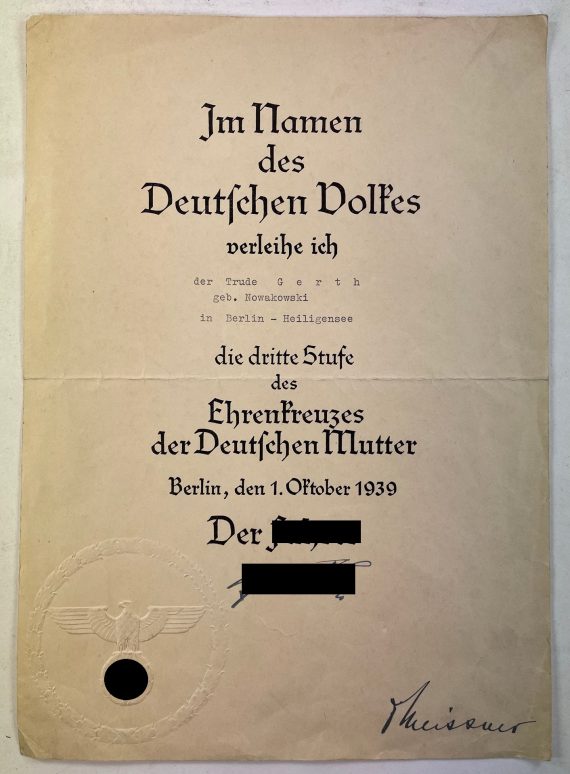 Im Namen
des
Deutschen Volkes
verleihe ich
der Trude Gerth
geb. Nowakowski
in Berlin - Heiligensee
die dritte Stufe
des
Ehrenkreuzes
der Deutschen Mutter
Berlin, den 1. Oktober 1939
Der
Meissner